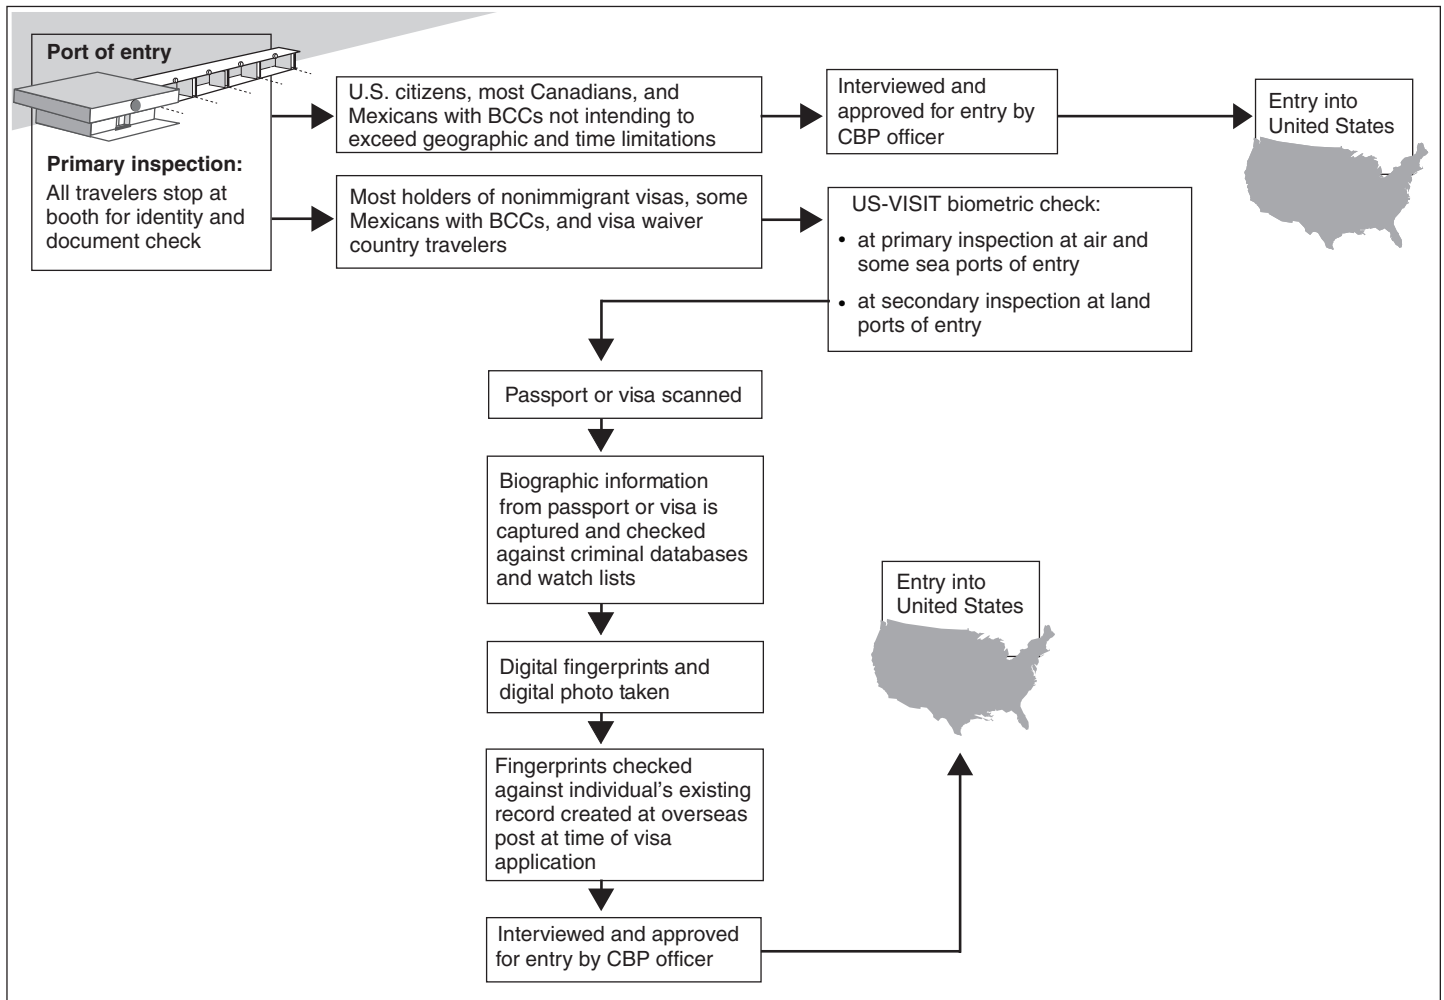 Port of entry
Primary inspection:
All travelers stop at
booth for identity and
document check
U.S. citizens, most Canadians, and
Mexicans with BCCs not intending to
exceed geographic and time limitations
Interviewed and
approved for entry by
CBP officer
Entry into
United States
Most holders of nonimmigrant visas, some
Mexicans with BCCs, and visa waiver
country travelers
US-VISIT biometric check:
• at primary inspection at air and
some sea ports of entry
• at secondary inspection at land
ports of entry
Passport or visa scanned
Biographic information
from passport or visa is
captured and checked
against criminal databases
and watch lists
Digital fingerprints and
digital photo taken
Fingerprints checked
against individual’s existing
record created at overseas
post at time of visa
application
Interviewed and approved
for entry by CBP officer
Entry into
United States